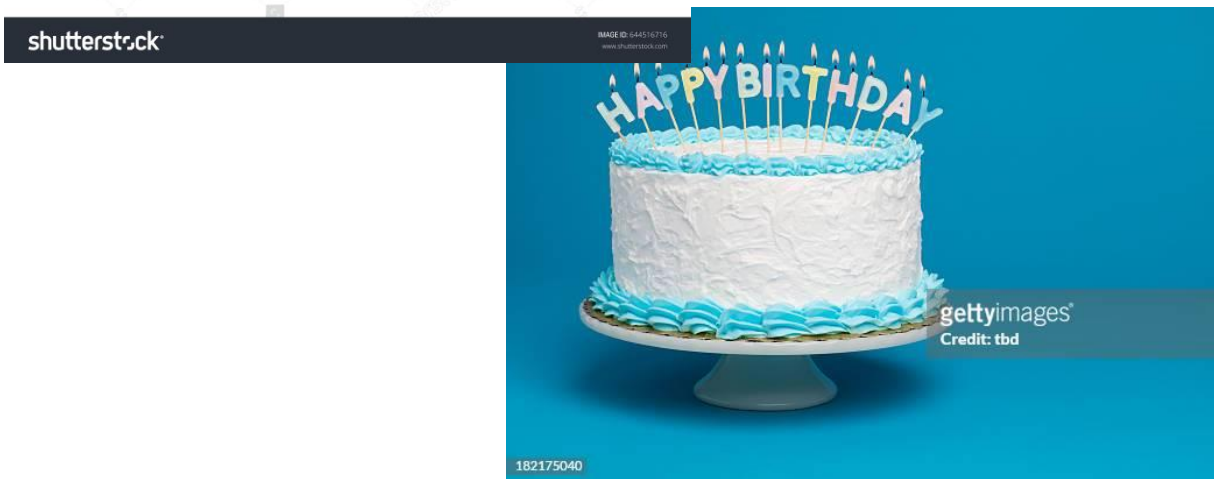 shutterstock
IMAGE ID: 644516716
www.shutterstock.com
HAPPY BIRTHDAY
gettyimages®
Credit: tbd
182175040